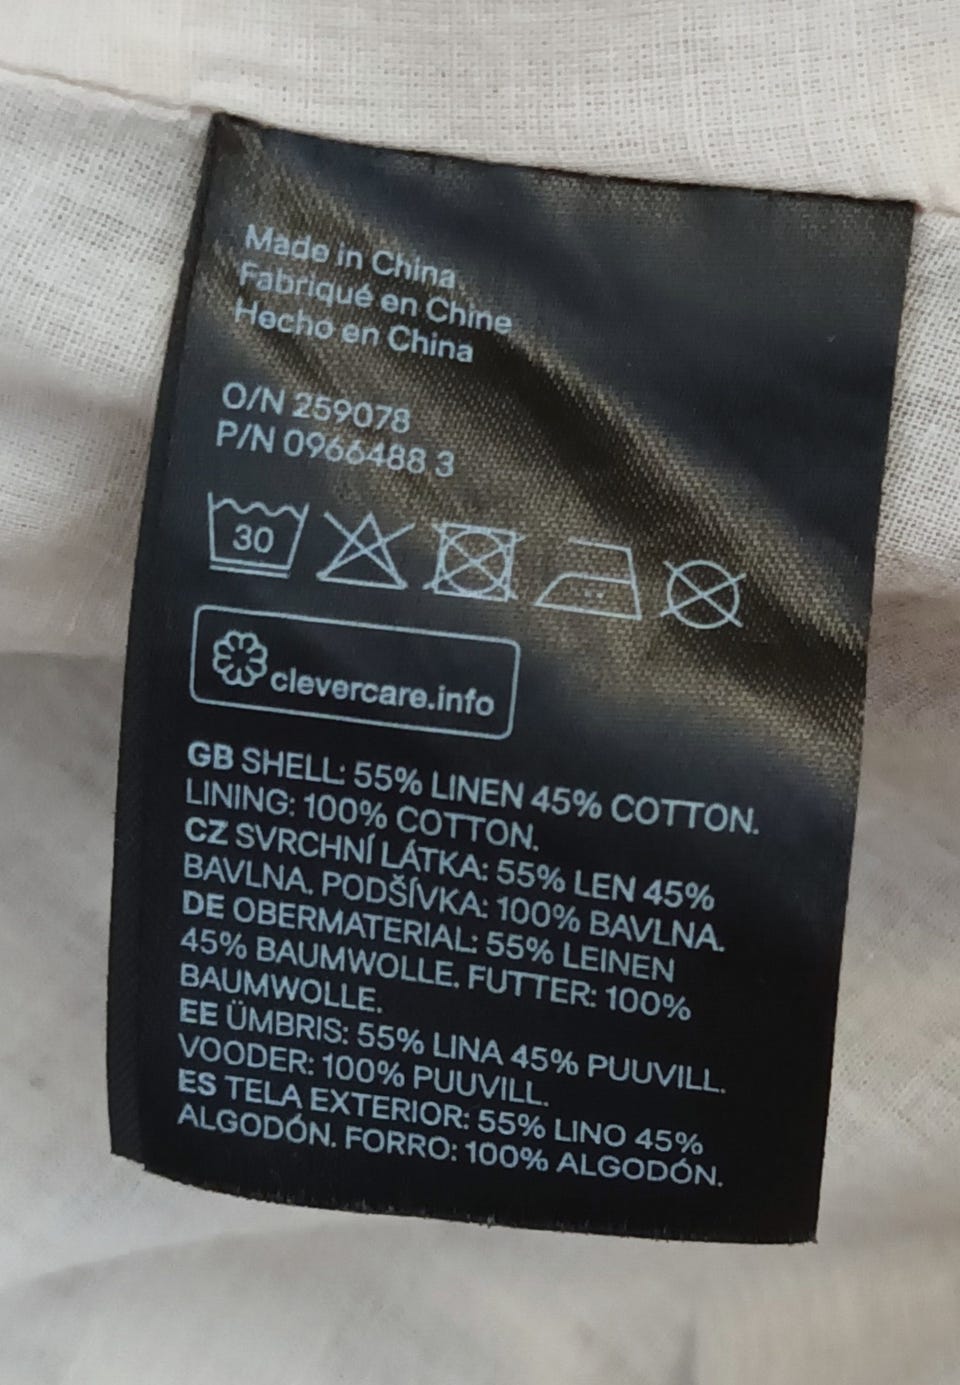 Made in China
Fabriqué en Chine
Hecho en China
O/N 259078
P/N 0966488 3
30
clevercare.info
GB SHELL: 55% LINEN 45% COTTON.
LINING: 100% COTTON.
CZ SVRCHNÍ LÁTKA: 55% LEN 45%
BAVLNA. PODŠÍVKA: 100% BAVLNA.
DE OBERMATERIAL: 55% LEINEN
45% BAUMWOLLE. FUTTER: 100%
BAUMWOLLE.
EE ÜMBRIS: 55% LINA 45% PUUVILL.
VOODER: 100% PUUVILL.
ES TELA EXTERIOR: 55% LINO 45%
ALGODÓN. FORRO: 100% ALGODÓN.